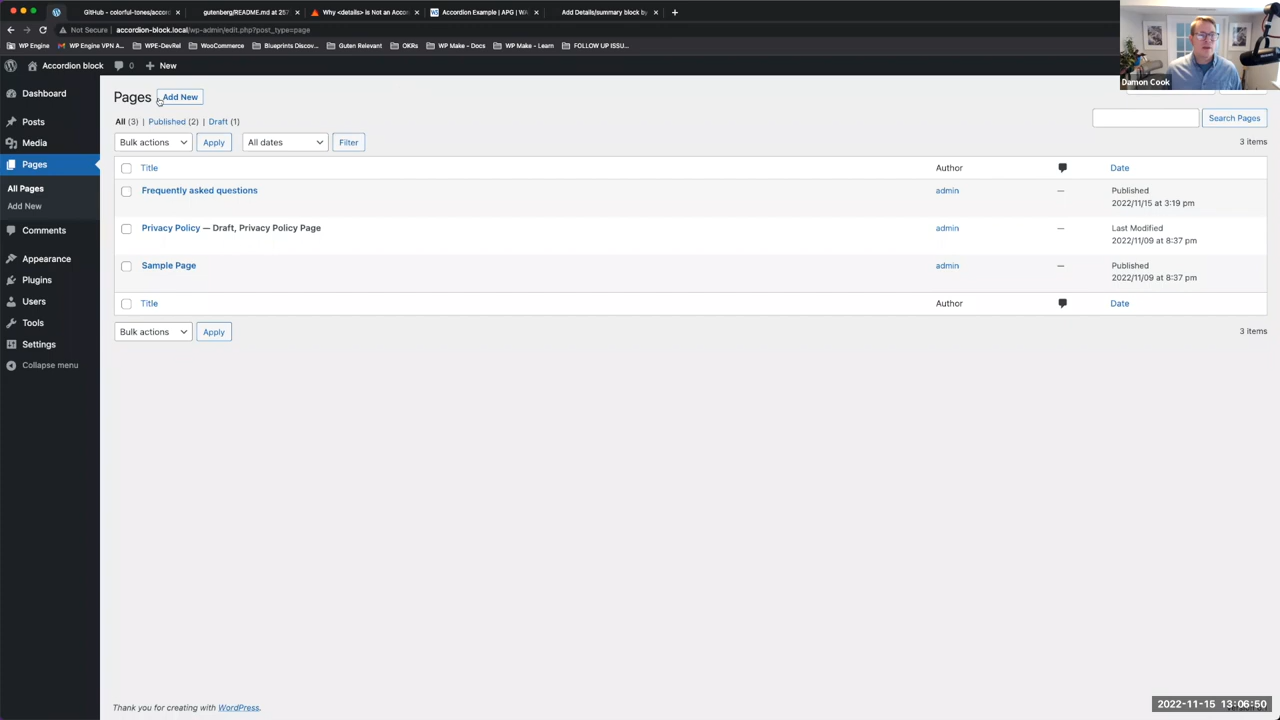 GitHub - colorful-tones/accord
gutenberg/README.md at 257
Why <details> is Not an Accor
Accordion Example | APG | WA
Add Details/summary block by
Not Secure | accordion-block.local/wp-admin/edit.php?post_type=page
WP Engine
WP Engine VPN A...
WPE-DevRel
WooCommerce
Blueprints Discov...
Guten Relevant
OKRs
WP Make - Docs
WP Make - Learn
FOLLOW UP ISSU...
Damon Cook
Accordion block
0
New
Dashboard
Posts
Media
Pages
All Pages
Add New
Comments
Appearance
Plugins
Users
Tools
Settings
Collapse menu
Pages Add New
All (3) | Published (2) | Draft (1)
Search Pages
Bulk actions Apply All dates Filter
3 items
Title Author Date
Frequently asked questions admin — Published
2022/11/15 at 3:19 pm
Privacy Policy — Draft, Privacy Policy Page admin — Last Modified
2022/11/09 at 8:37 pm
Sample Page admin — Published
2022/11/09 at 8:37 pm
Title Author Date
Bulk actions Apply
3 items
Thank you for creating with WordPress.
2022-11-15 13:06:50